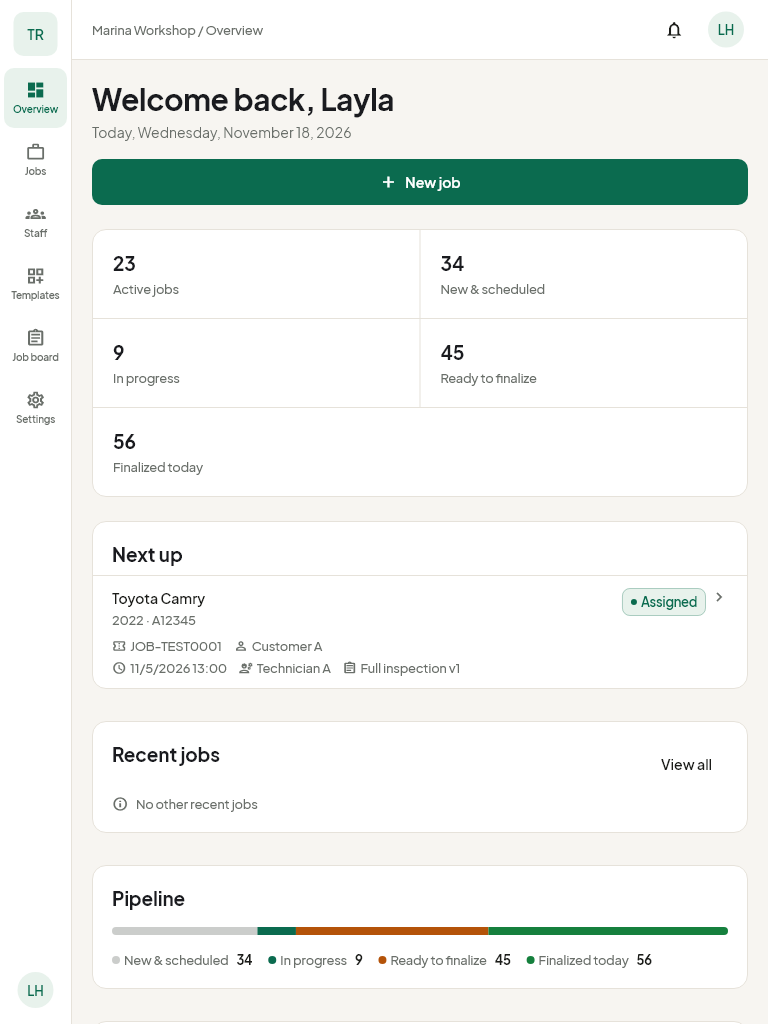 TR
Marina Workshop / Overview
LH
Overview
Jobs
Staff
Templates
Job board
Settings
LH
Welcome back, Layla
Today, Wednesday, November 18, 2026
+ New job
23
Active jobs
34
New & scheduled
9
In progress
45
Ready to finalize
56
Finalized today
Next up
Toyota Camry
Assigned
2022 · A12345
JOB-TEST0001 Customer A
11/5/2026 13:00 Technician A Full inspection v1
Recent jobs
View all
No other recent jobs
Pipeline
New & scheduled 34 In progress 9 Ready to finalize 45 Finalized today 56